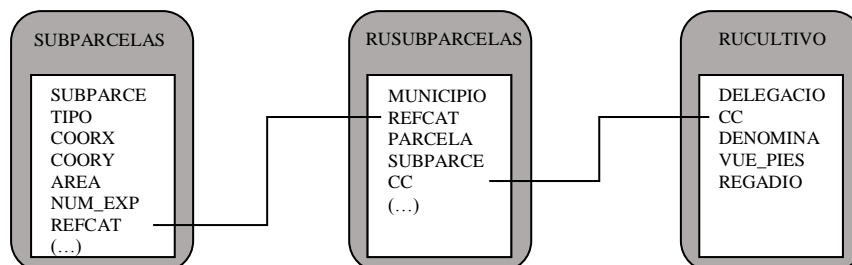 SUBPARCELAS
SUBPARCE
TIPO
COORX
COORY
AREA
NUM_EXP
REFCAT
(…)
RUSUBPARCELAS
MUNICIPIO
REFCAT
PARCELA
SUBPARCE
CC
(…)
RUCULTIVO
DELEGACIO
CC
DENOMINA
VUE_PIES
REGADIO